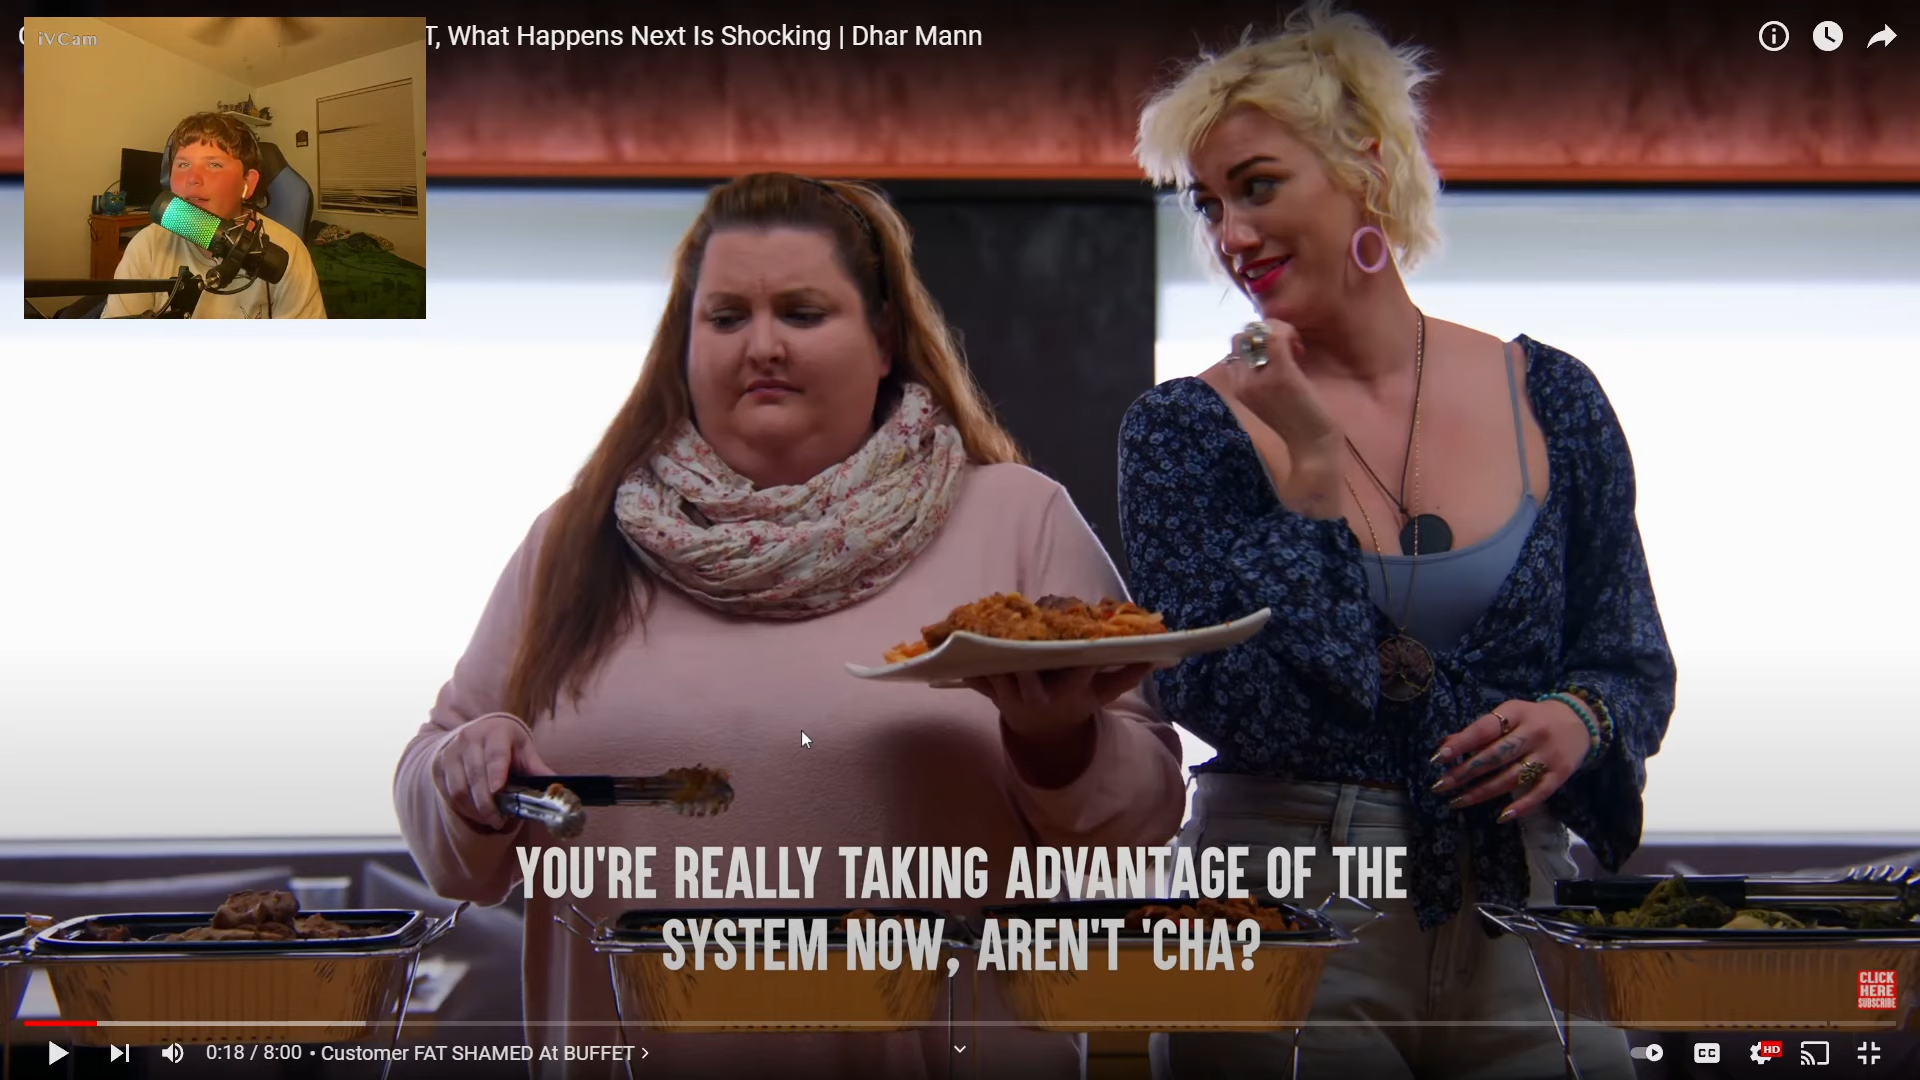 iVCam
T, What Happens Next Is Shocking | Dhar Mann
YOU'RE REALLY TAKING ADVANTAGE OF THE
SYSTEM NOW, AREN'T 'CHA?
CLICK
HERE
SUBSCRIBE
0:18 / 8:00 • Customer FAT SHAMED At BUFFET >
CC
HD